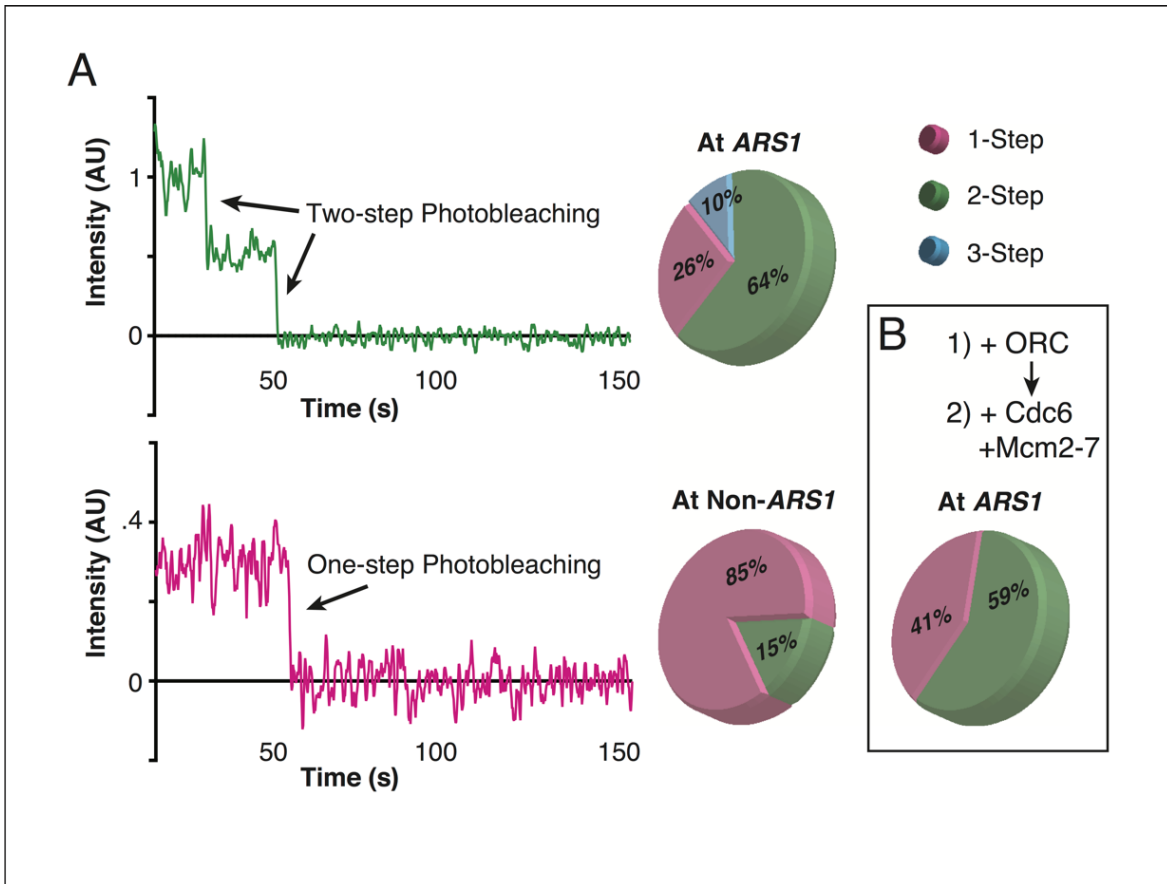 A
Intensity (AU)
1
0
Two-step Photobleaching
50
100
150
Time (s)
At ARS1
10%
26%
64%
1-Step
2-Step
3-Step
Intensity (AU)
.4
0
One-step Photobleaching
50
100
150
Time (s)
At Non-ARS1
85%
15%
B
1) + ORC
2) + Cdc6
+Mcm2-7
At ARS1
41%
59%